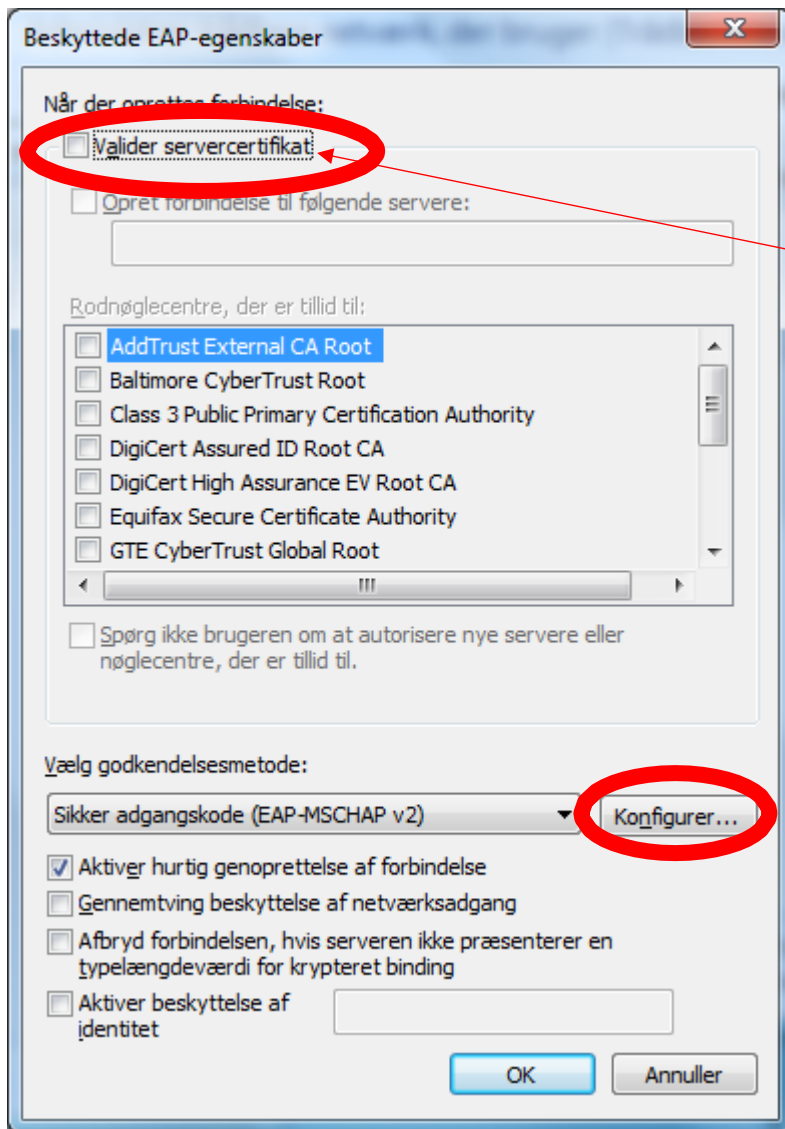 Beskyttede EAP-egenskaber
Når der oprettes forbindelse:
Valider servercertifikat
Opret forbindelse til følgende servere:
Rodnøglecentre, der er tillid til:
AddTrust External CA Root
Baltimore CyberTrust Root
Class 3 Public Primary Certification Authority
DigiCert Assured ID Root CA
DigiCert High Assurance EV Root CA
Equifax Secure Certificate Authority
GTE CyberTrust Global Root
Spørg ikke brugeren om at autorisere nye servere eller
nøglecentre, der er tillid til.
Vælg godkendelsesmetode:
Sikker adgangskode (EAP-MSCHAP v2)
Konfigurer...
Aktiver hurtig genoprettelse af forbindelse
Gennemtving beskyttelse af netværksadgang
Afbryd forbindelsen, hvis serveren ikke præsenterer en
typelængdeværdi for krypteret binding
Aktiver beskyttelse af
identitet
OK
Annuller